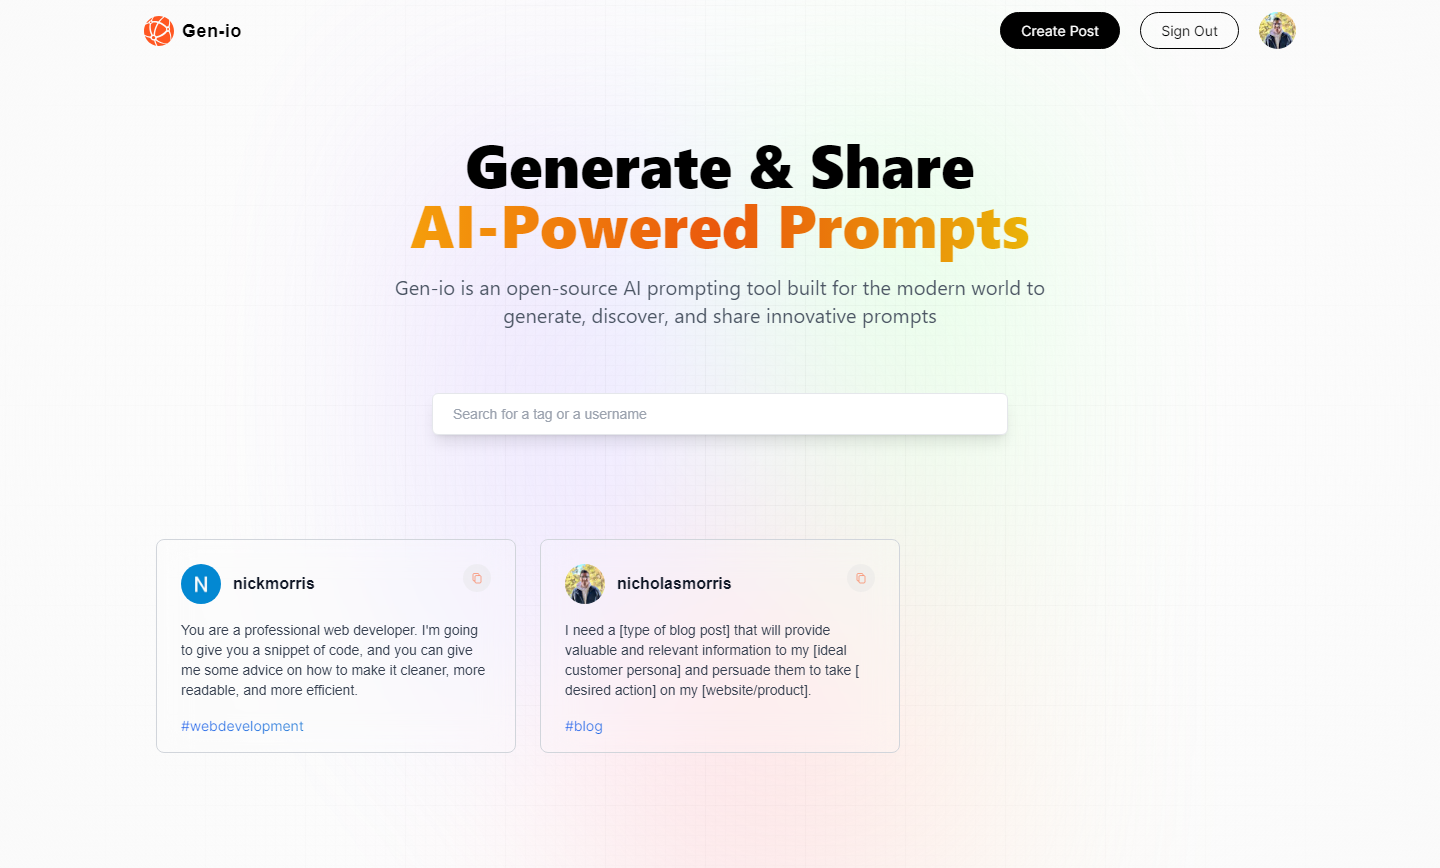 Gen-io
Create Post
Sign Out
Generate & Share
AI-Powered Prompts
Gen-io is an open-source AI prompting tool built for the modern world to
generate, discover, and share innovative prompts
Search for a tag or a username
N
nickmorris
You are a professional web developer. I'm going
to give you a snippet of code, and you can give
me some advice on how to make it cleaner, more
readable, and more efficient.
#webdevelopment
nicholasmorris
I need a [type of blog post] that will provide
valuable and relevant information to my [ideal
customer persona] and persuade them to take [
desired action] on my [website/product].
#blog